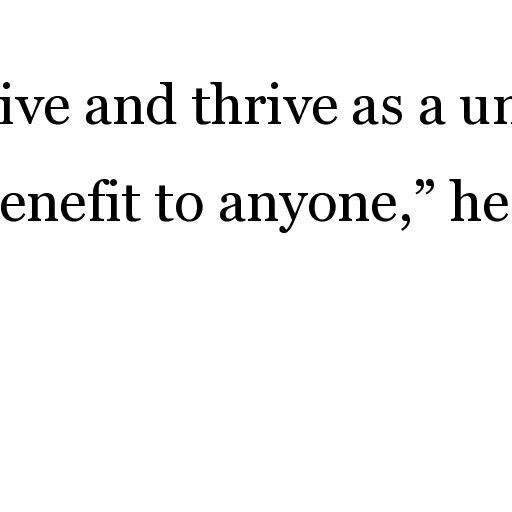 ive and thrive as a un
enefit to anyone,” he